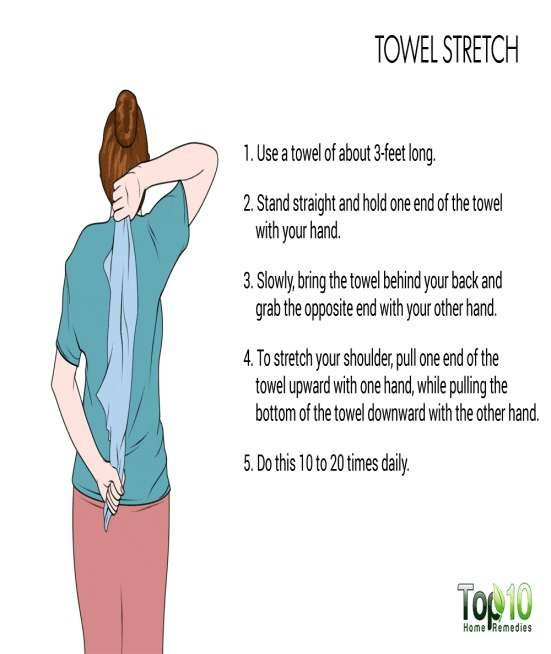 TOWEL STRETCH
1. Use a towel of about 3-feet long.
2. Stand straight and hold one end of the towel
with your hand.
3. Slowly, bring the towel behind your back and
grab the opposite end with your other hand.
4. To stretch your shoulder, pull one end of the
towel upward with one hand, while pulling the
bottom of the towel downward with the other hand.
5. Do this 10 to 20 times daily.
Top10
Home Remedies